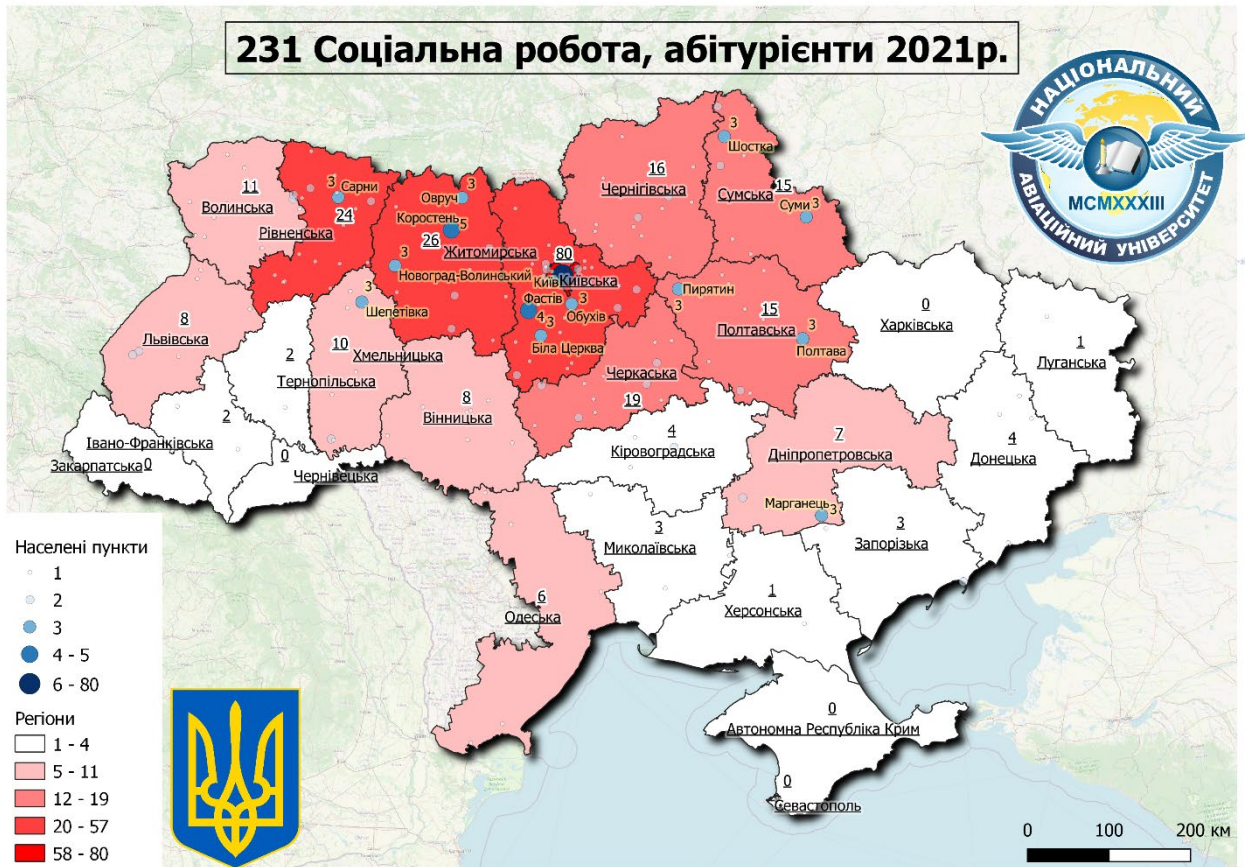 231 Соціальна робота, абітурієнти 2021р.
НАЦІОНАЛЬНИЙ
АВІАЦІЙНИЙ УНІВЕРСИТЕТ
MCMXXXIII
3
Шостка
16
Чернігівська
15
Сумська
Суми 3
11
Волинська
3 Сарни
24
Рівненська
3
Овруч
Коростень 5
26
Житомирська
3
Новоград-Волинський
80
Київ
Київська
Фастів
4
3
Обухів
3
Біла Церква
Пирятин
3
15
Полтавська
3
Полтава
0
Харківська
1
Луганська
3
Шепетівка
8
Львівська
2
Тернопільська
10
Хмельницька
8
Вінницька
Черкаська
19
2
Івано-Франківська
Закарпатська 0
0
Чернівецька
4
Кіровоградська
7
Дніпропетровська
4
Донецька
Марганець
3
3
Миколаївська
3
Запорізька
6
Одеська
1
Херсонська
0
Автономна Республіка Крим
0
Севастополь
Населені пункти
1
2
3
4 - 5
6 - 80
Регіони
1 - 4
5 - 11
12 - 19
20 - 57
58 - 80
0 100 200 км